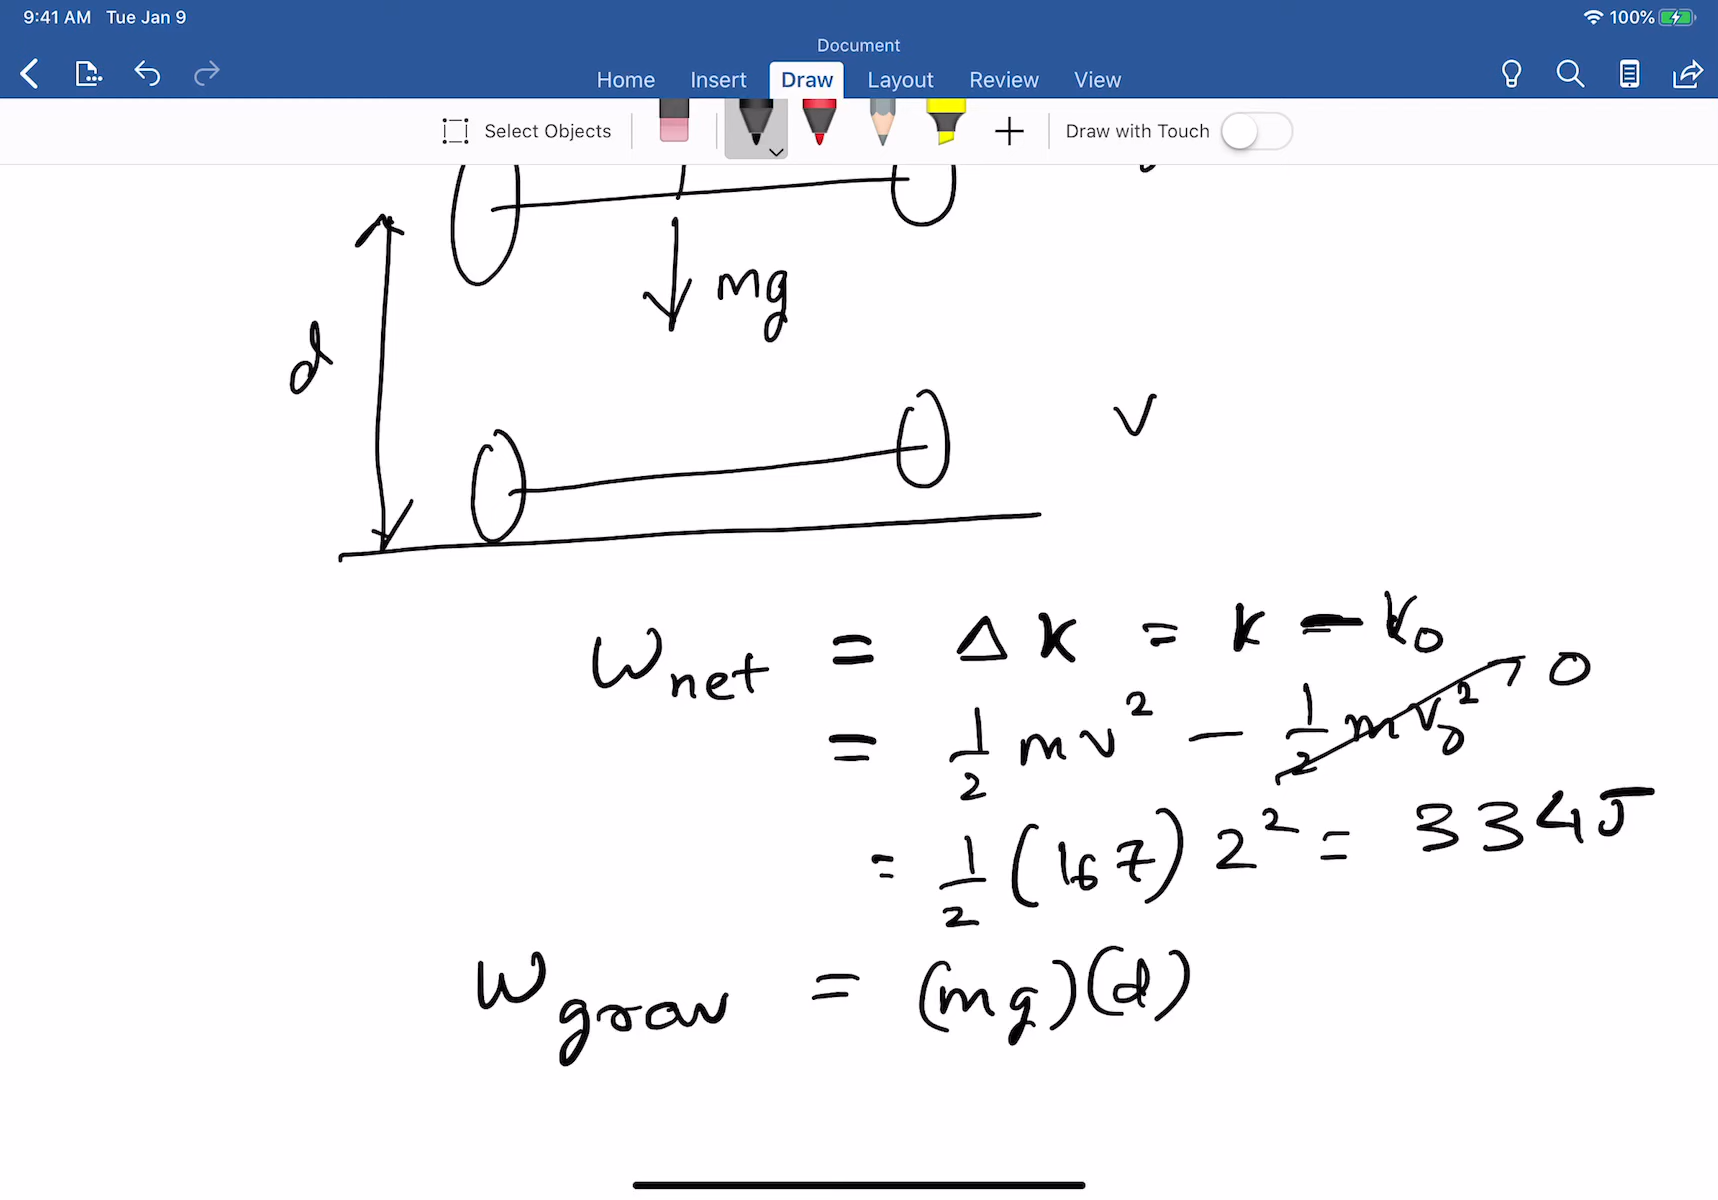 9:41 AM Tue Jan 9
100%
Document
Home Insert Draw Layout Review View
Select Objects
Draw with Touch
mg
d
v
Wnet = ΔK = K - K₀
= 1/2 mv² - 1/2 mv₀² → 0
= 1/2 (167) 2² = 334J
Wgrav = (mg)(d)